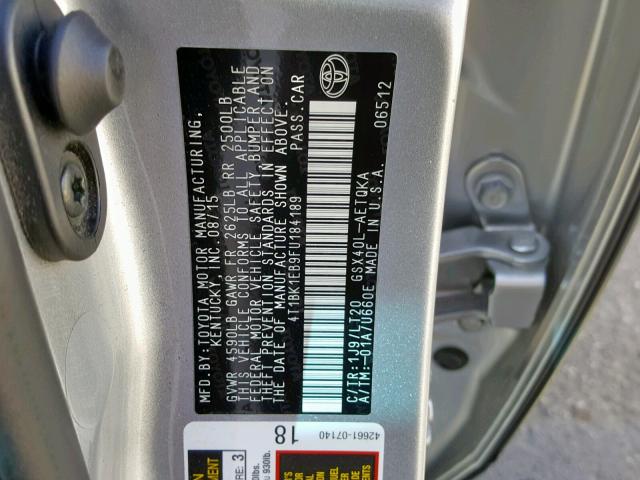 MFD.BY:TOYOTA MOTOR MANUFACTURING,
KENTUCKY, INC. 08/15
GVWR 4590LB GAWR FR 2625LB RR 2500LB
THIS VEHICLE CONFORMS TO ALL APPLICABLE
FEDERAL MOTOR VEHICLE SAFETY, BUMPER AND
THEFT PREVENTION STANDARDS IN EFFECT ON
THE DATE OF MANUFACTURE SHOWN ABOVE.
4T1BK1EB9FU184189 PASS.CAR
C/TR:1J9/LT20 GSX40L-AETQKA
A/TM:-01A/U660E MADE IN U.S.A. 06512
42661-07140
18